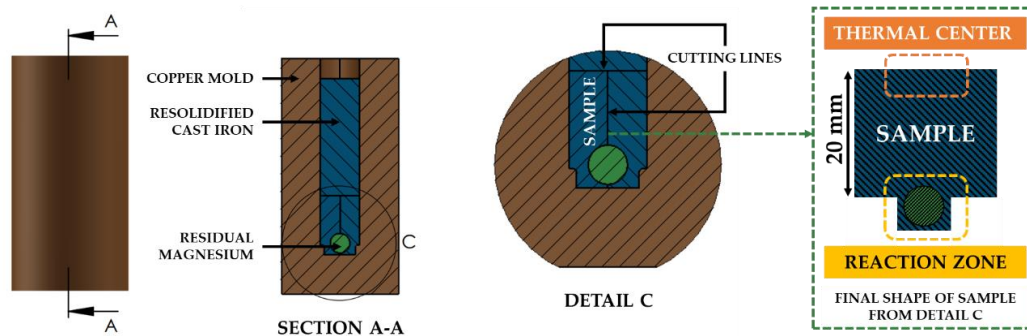 A
A
COPPER MOLD
RESOLIDIFIED
CAST IRON
RESIDUAL
MAGNESIUM
C
SECTION A-A
SAMPLE
CUTTING LINES
DETAIL C
THERMAL CENTER
20 mm
SAMPLE
REACTION ZONE
FINAL SHAPE OF SAMPLE
FROM DETAIL C